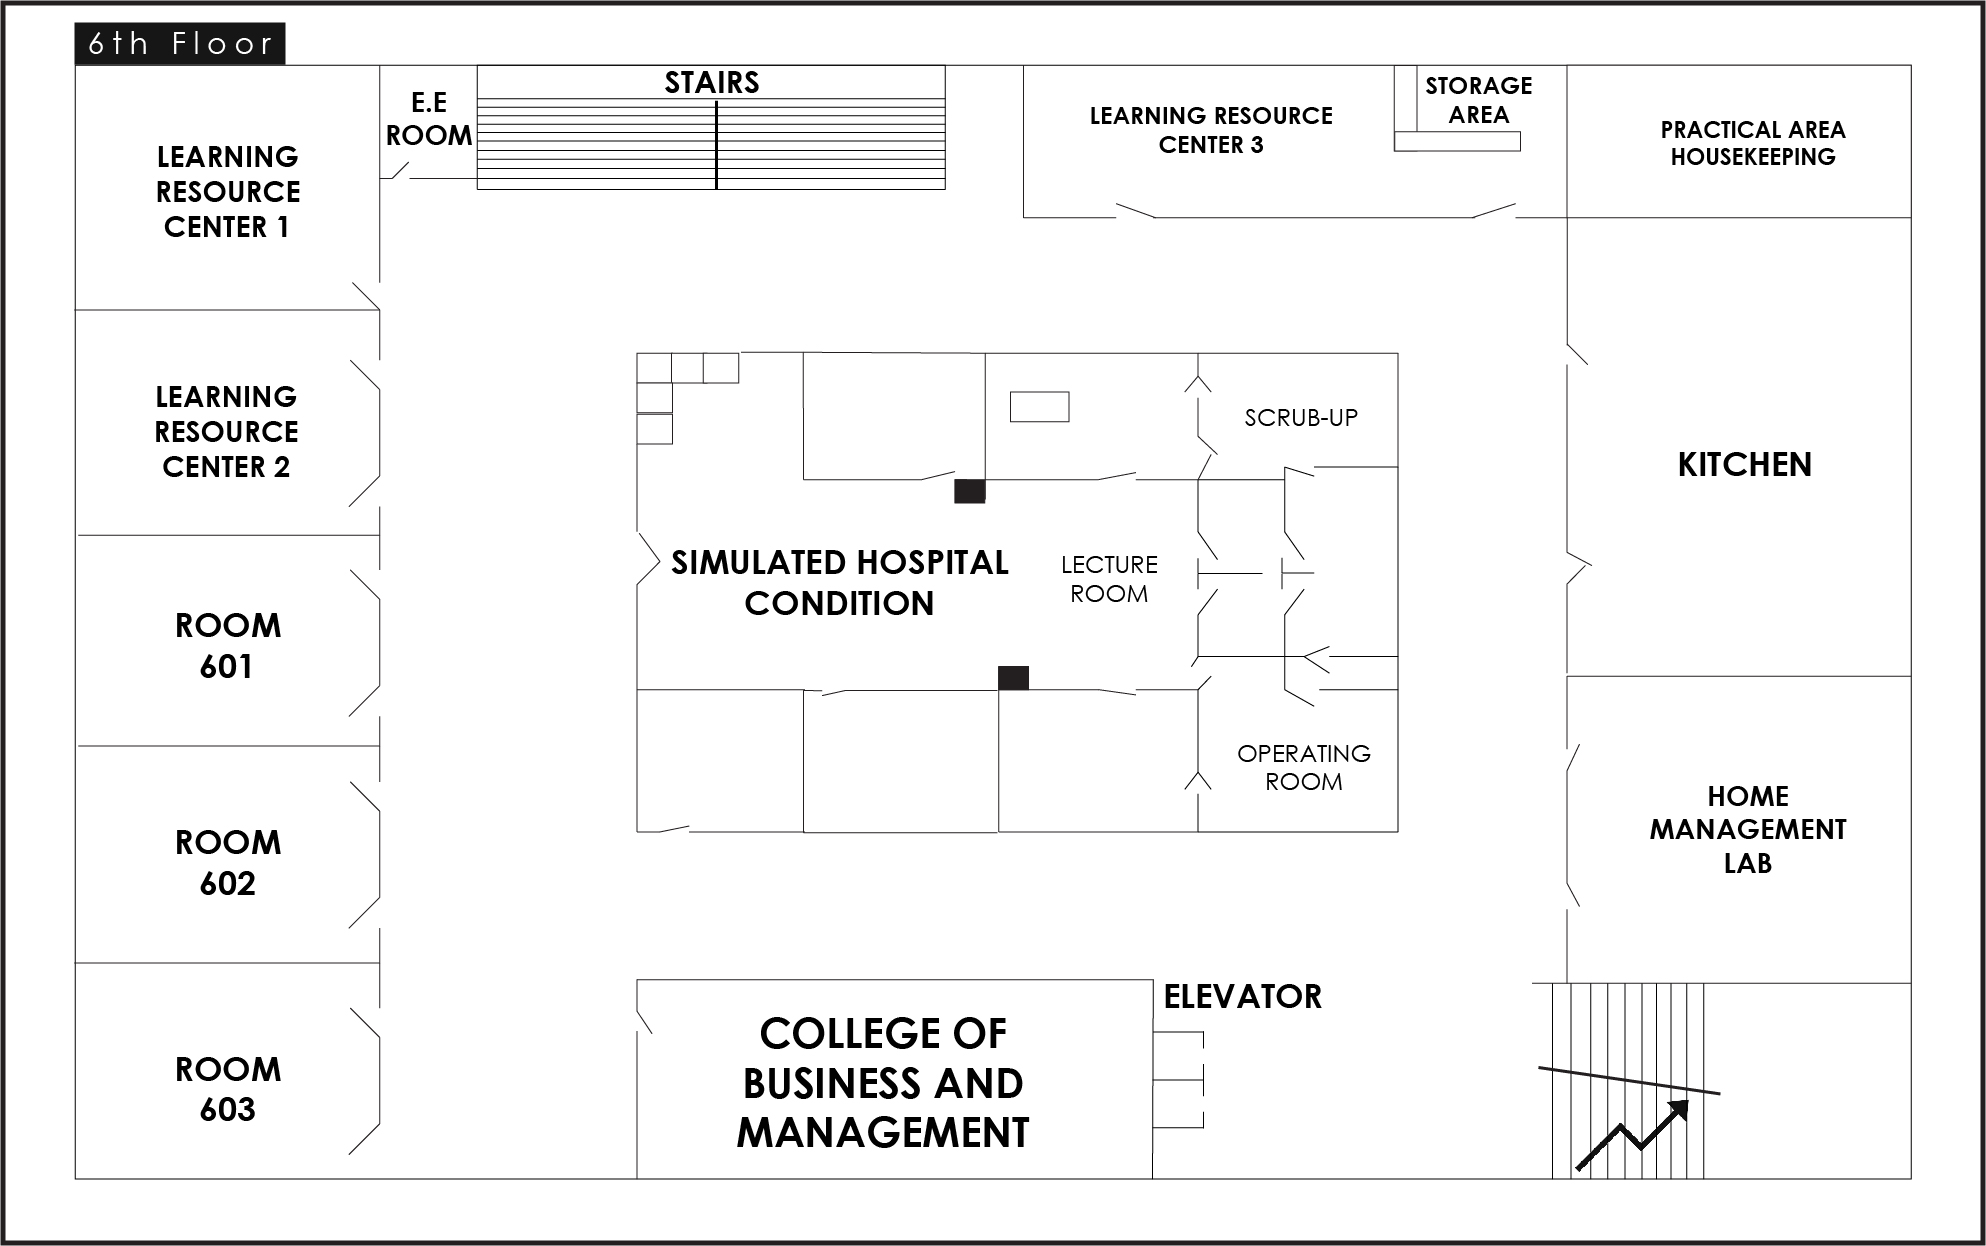 6th Floor
STAIRS
E.E
ROOM
LEARNING
RESOURCE
CENTER 1
LEARNING RESOURCE
CENTER 3
STORAGE
AREA
PRACTICAL AREA
HOUSEKEEPING
LEARNING
RESOURCE
CENTER 2
SCRUB-UP
KITCHEN
SIMULATED HOSPITAL
CONDITION
LECTURE
ROOM
ROOM
601
OPERATING
ROOM
HOME
MANAGEMENT
LAB
ROOM
602
ELEVATOR
COLLEGE OF
BUSINESS AND
MANAGEMENT
ROOM
603